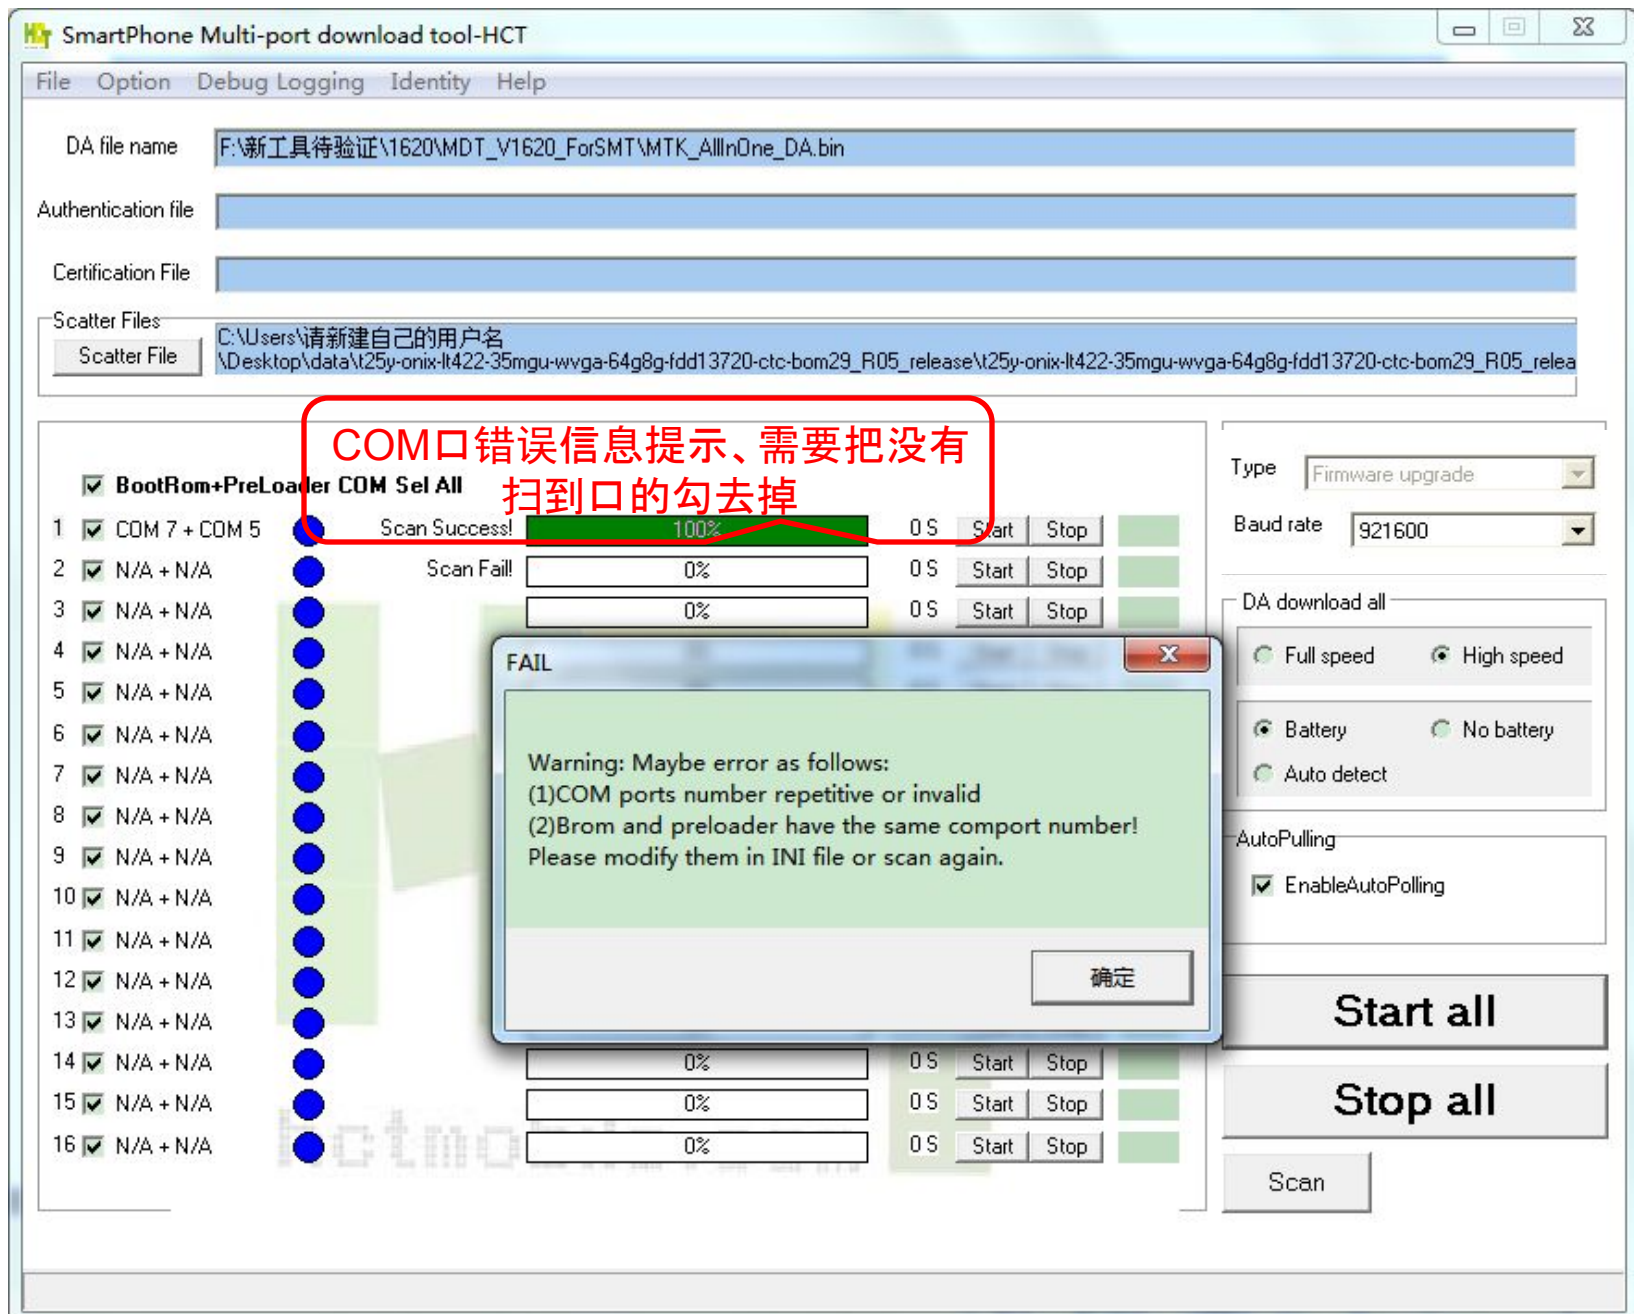 SmartPhone Multi-port download tool-HCT
File Option Debug Logging Identity Help
DA file name F:\新工具待验证\1620\MDT_V1620_ForSMT\MTK_AllInOne_DA.bin
Authentication file
Certification File
Scatter Files
Scatter File
C:\Users\请新建自己的用户名
\Desktop\data\t25y-onix-lt422-35mgu-wvga-64g8g-fdd13720-ctc-bom29_R05_release\t25y-onix-lt422-35mgu-wvga-64g8g-fdd13720-ctc-bom29_R05_relea
COM口错误信息提示、需要把没有
扫到口的勾去掉
BootRom+PreLoader COM Sel All
1 COM 7 + COM 5 Scan Success! 100% 0 S Start Stop
2 N/A + N/A Scan Fail! 0% 0 S Start Stop
3 N/A + N/A 0% 0 S Start Stop
4 N/A + N/A
5 N/A + N/A
6 N/A + N/A
7 N/A + N/A
8 N/A + N/A
9 N/A + N/A
10 N/A + N/A
11 N/A + N/A
12 N/A + N/A
13 N/A + N/A
14 N/A + N/A 0% 0 S Start Stop
15 N/A + N/A 0% 0 S Start Stop
16 N/A + N/A 0% 0 S Start Stop
FAIL
Warning: Maybe error as follows:
(1)COM ports number repetitive or invalid
(2)Brom and preloader have the same comport number!
Please modify them in INI file or scan again.
确定
Type Firmware upgrade
Baud rate 921600
DA download all
Full speed High speed
Battery No battery
Auto detect
AutoPulling
EnableAutoPolling
Start all
Stop all
Scan